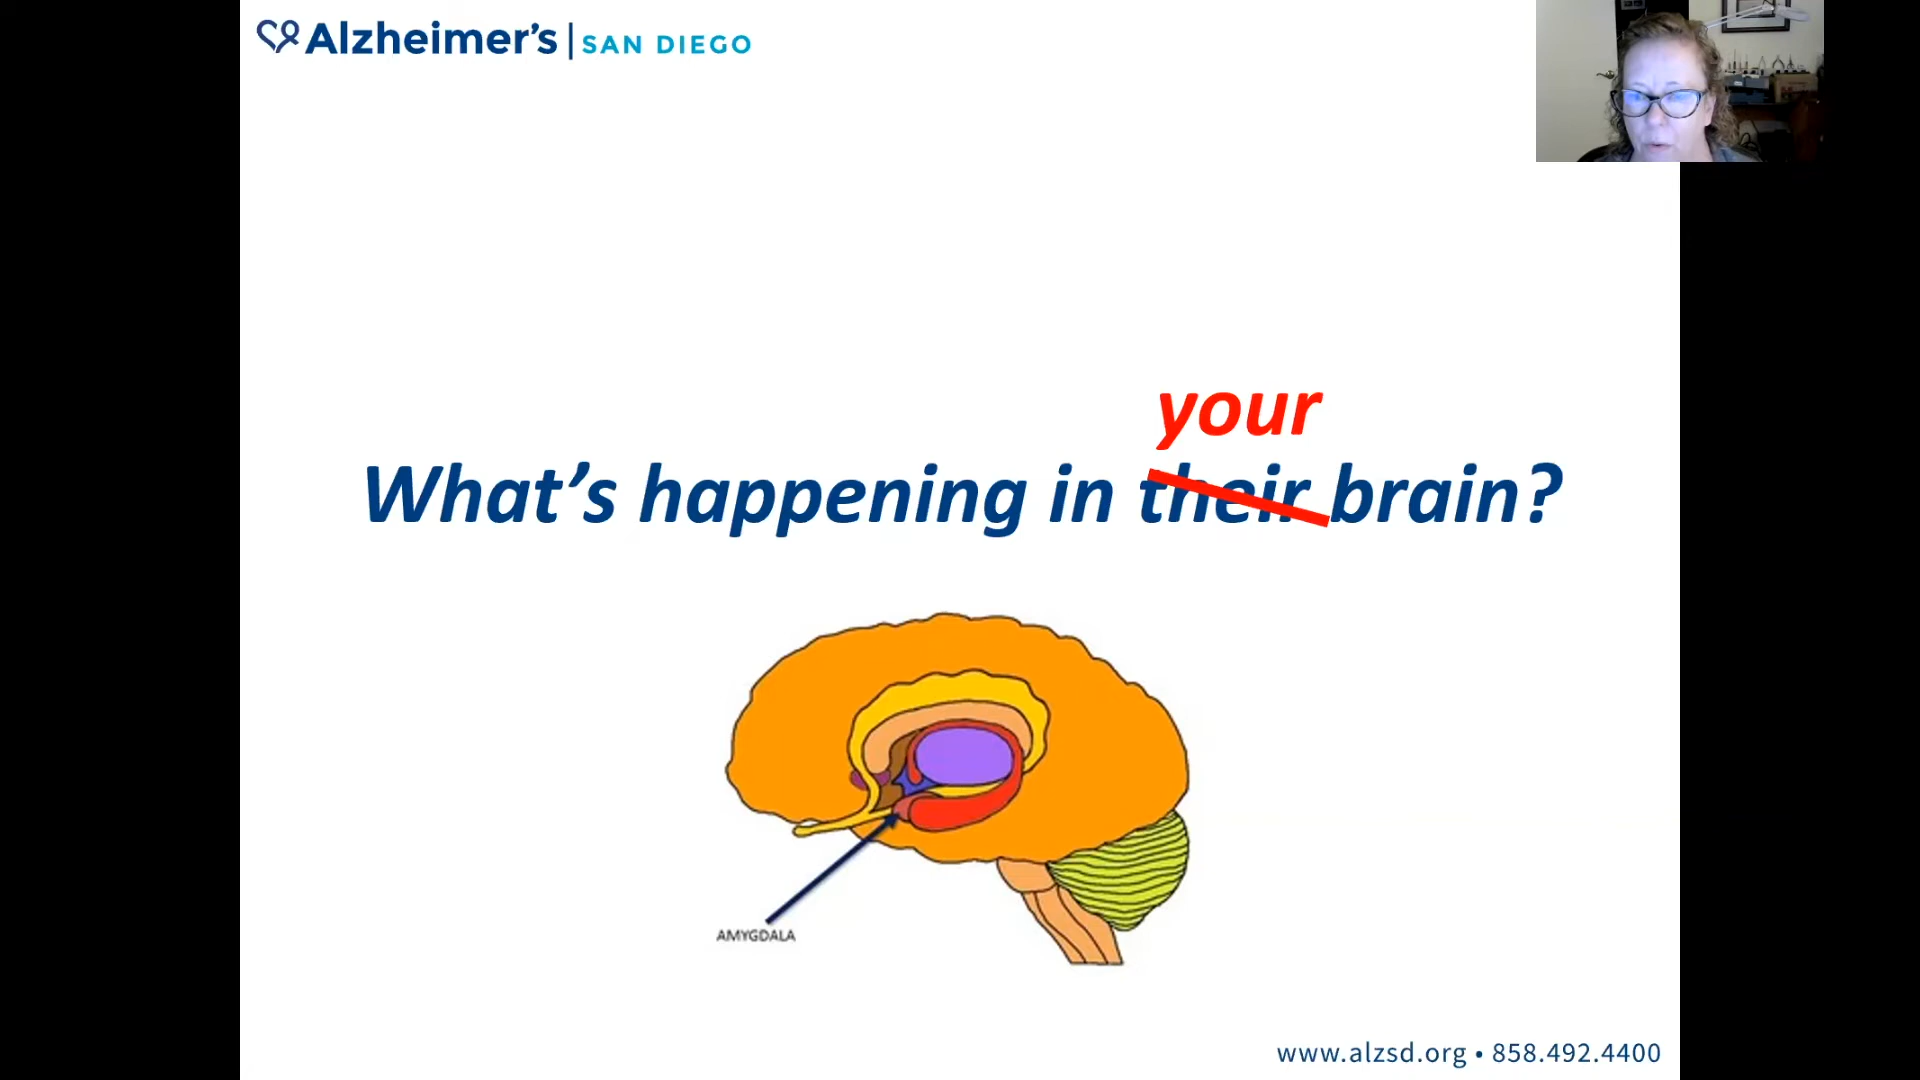 Alzheimer's | SAN DIEGO
your
What's happening in their brain?
AMYGDALA
www.alzsd.org • 858.492.4400